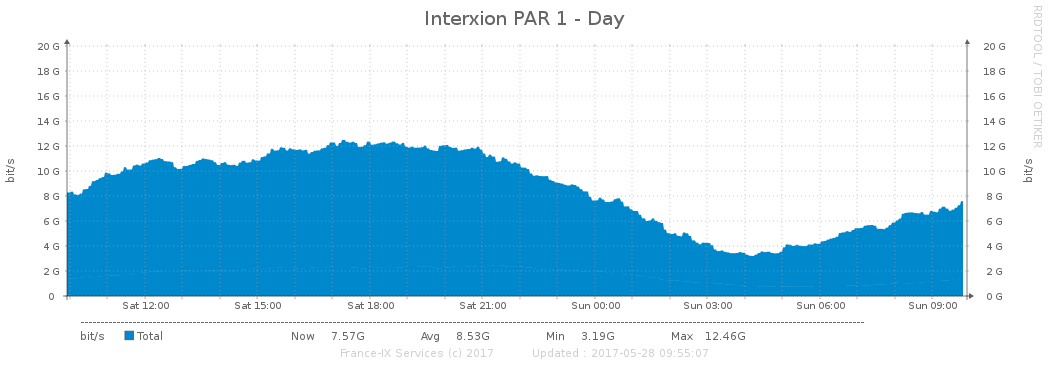 Interxion PAR 1 - Day
RRDTOOL / TOBI OETIKER
bit/s
20 G 20 G
18 G 18 G
16 G 16 G
14 G 14 G
12 G 12 G
10 G 10 G
8 G 8 G
6 G 6 G
4 G 4 G
2 G 2 G
0 0 G
bit/s
Sat 12:00 Sat 15:00 Sat 18:00 Sat 21:00 Sun 00:00 Sun 03:00 Sun 06:00 Sun 09:00
bit/s Total Now 7.57G Avg 8.53G Min 3.19G Max 12.46G
France-IX Services (c) 2017 Updated : 2017-05-28 09:55:07